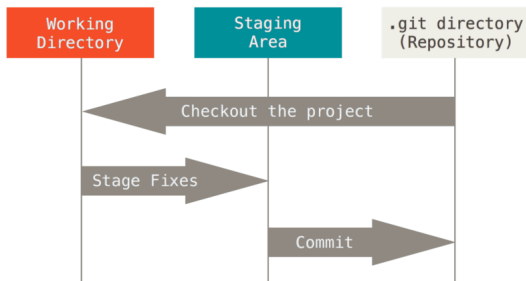 Working
Directory
Staging
Area
.git directory
(Repository)
Checkout the project
Stage Fixes
Commit